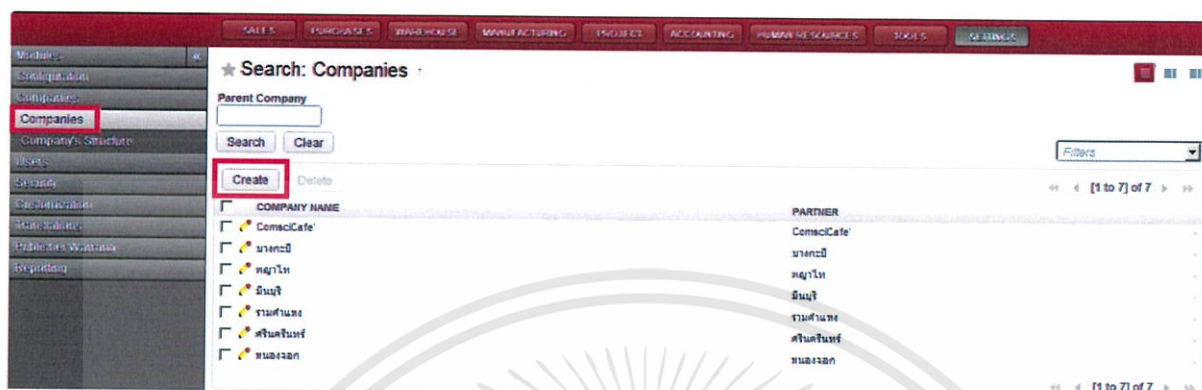 SALES PURCHASES WAREHOUSE MANUFACTURING PROJECT ACCOUNTING HUMAN RESOURCES TOOLS SETTINGS
Modules
Configuration
Companies
Companies
Company's Structure
Users
Security
Customization
Translations
Publisher Warranty
Reporting
Search: Companies
Parent Company
Search Clear
Filters
Create Delete
[1 to 7] of 7
COMPANY NAME PARTNER
ComsciCafe' ComsciCafe'
บางกะปิ บางกะปิ
พญาไท พญาไท
มีนบุรี มีนบุรี
รามคำแหง รามคำแหง
ศรีนครินทร์ ศรีนครินทร์
หนองจอก หนองจอก
[1 to 7] of 7